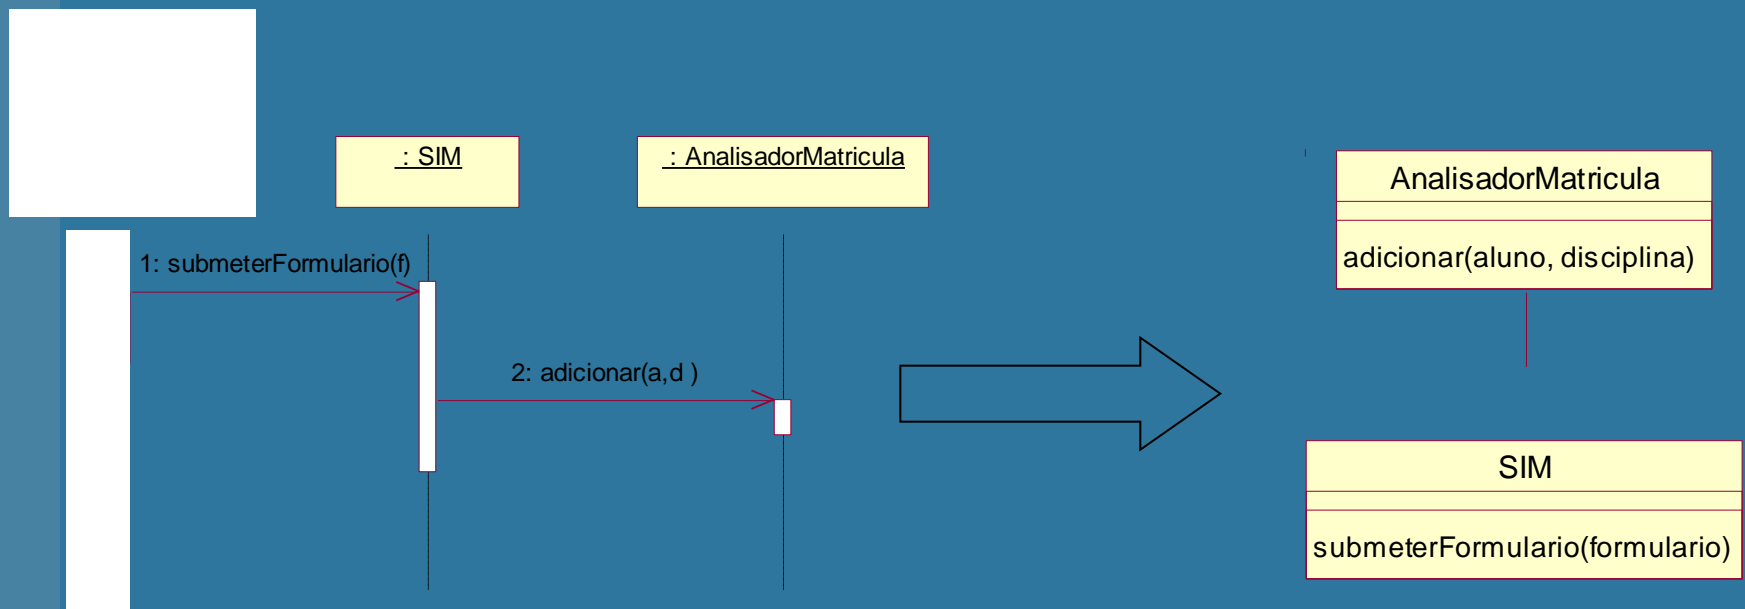 : SIM
: AnalisadorMatricula
1: submeterFormulario(f)
2: adicionar(a,d )
AnalisadorMatricula
adicionar(aluno, disciplina)
SIM
submeterFormulario(formulario)